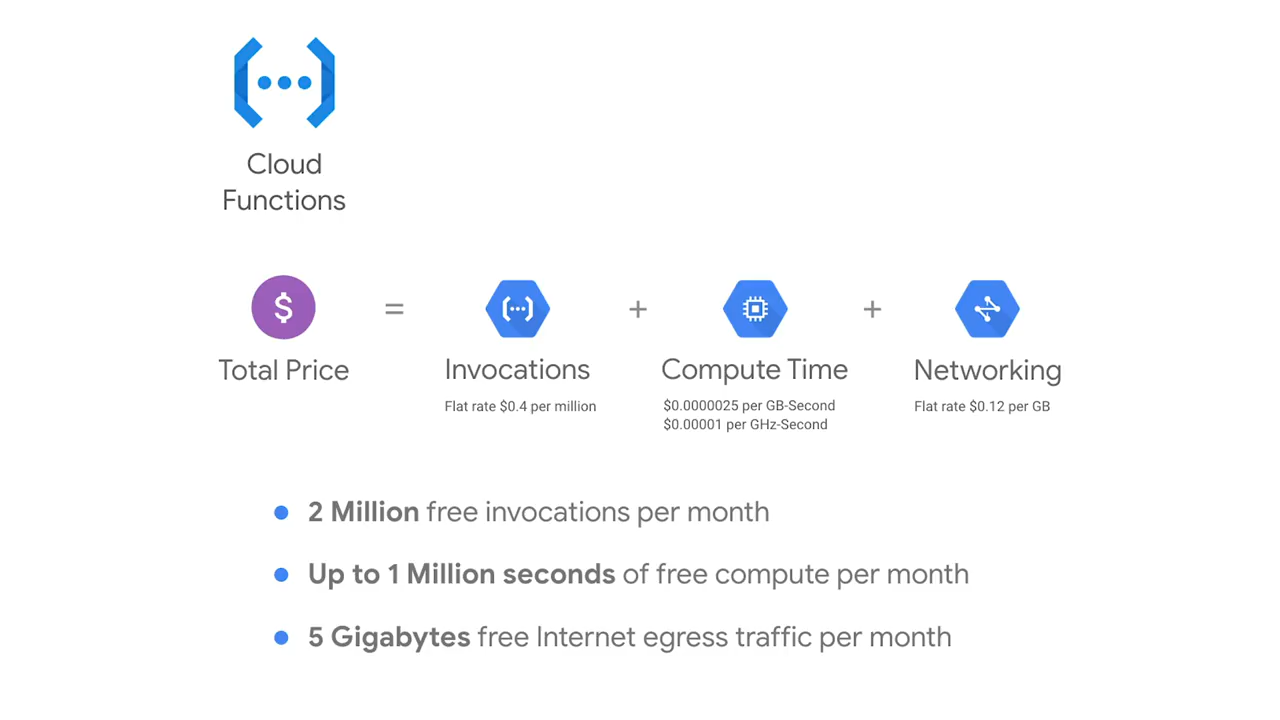 Cloud
Functions
$
=
+
+
Total Price
Invocations
Compute Time
Networking
Flat rate $0.4 per million
$0.0000025 per GB-Second
$0.00001 per GHz-Second
Flat rate $0.12 per GB
2 Million free invocations per month
Up to 1 Million seconds of free compute per month
5 Gigabytes free Internet egress traffic per month